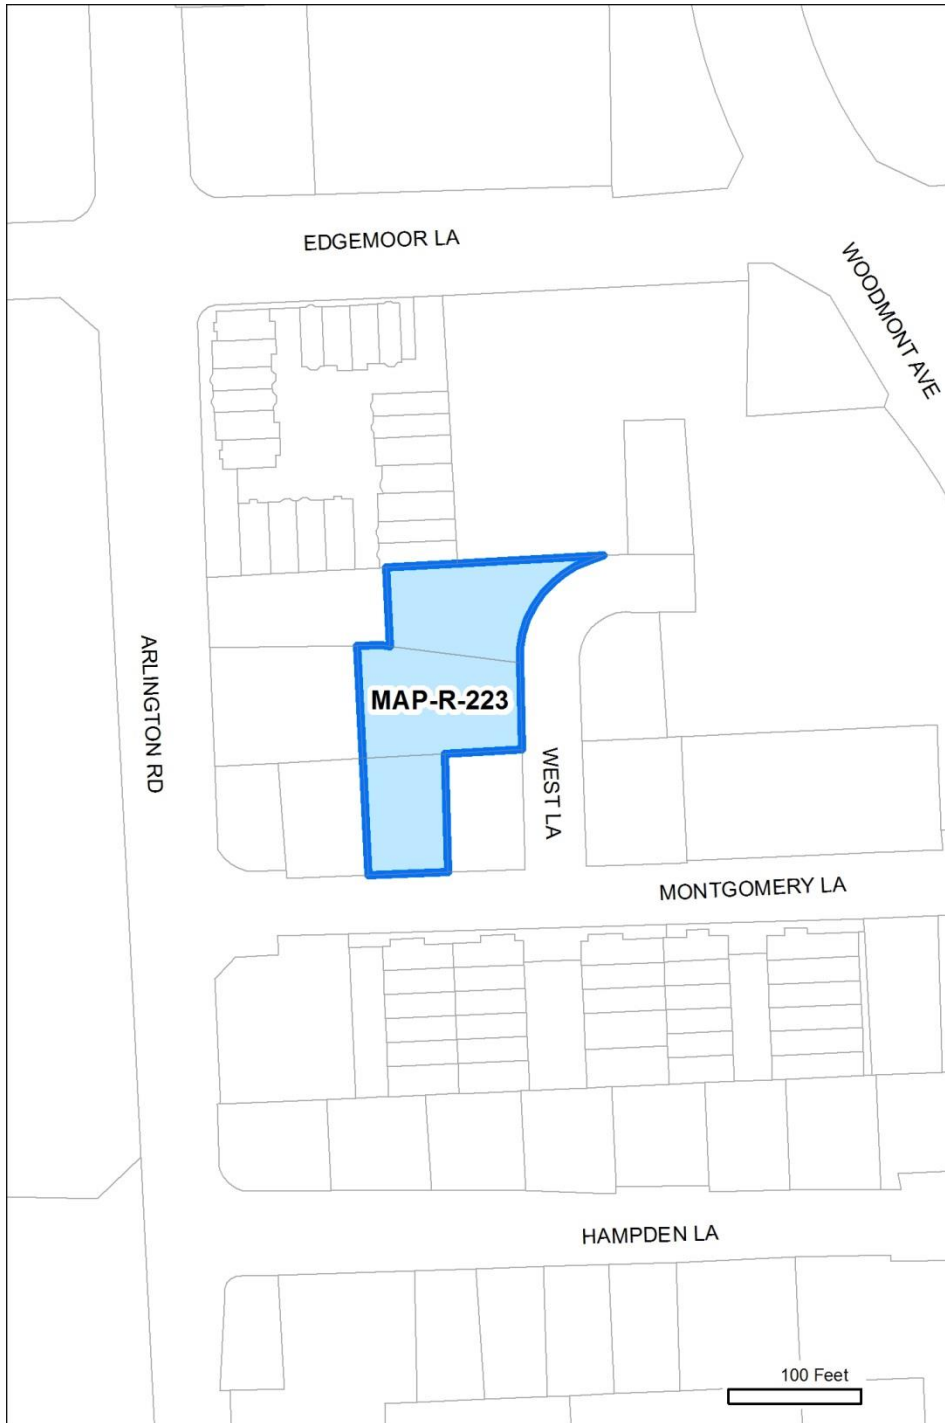 EDGEMOOR LA
WOODMONT AVE
ARLINGTON RD
MAP-R-223
WEST LA
MONTGOMERY LA
HAMPDEN LA
100 Feet